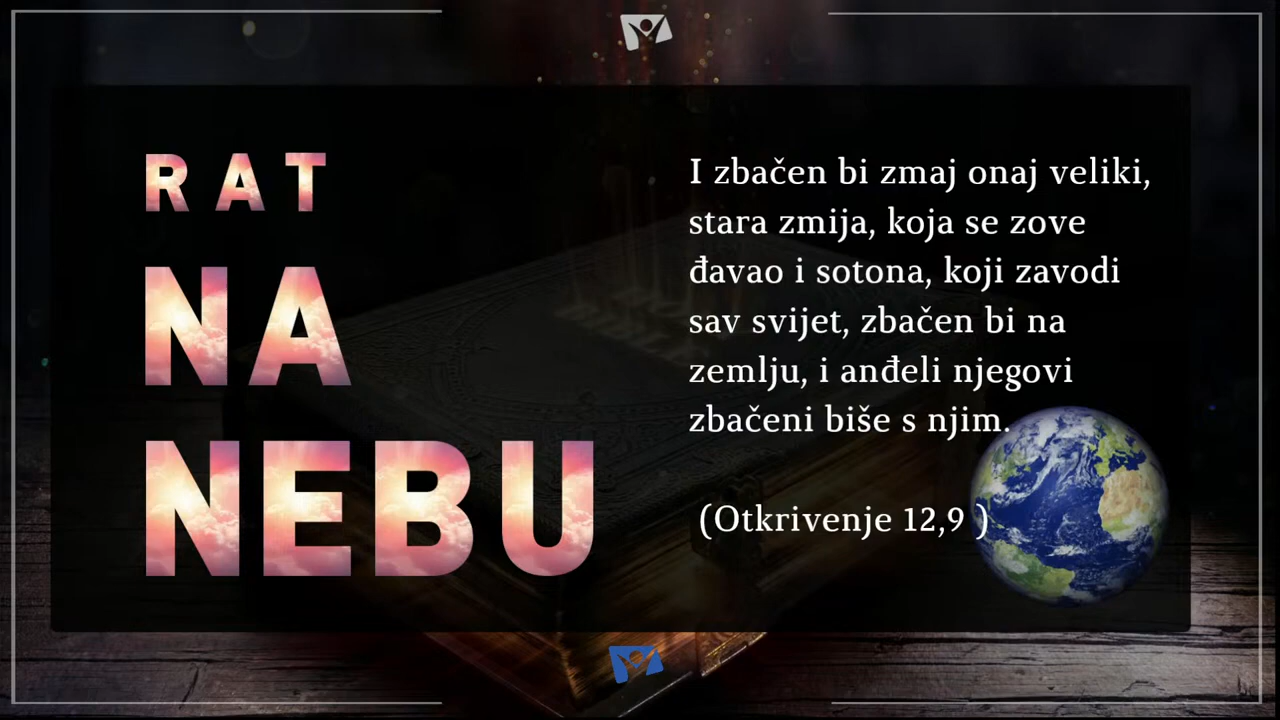 RAT
NA
NEBU
I zbačen bi zmaj onaj veliki,
stara zmija, koja se zove
đavao i sotona, koji zavodi
sav svijet, zbačen bi na
zemlju, i anđeli njegovi
zbačeni biše s njim.
(Otkrivenje 12,9 )